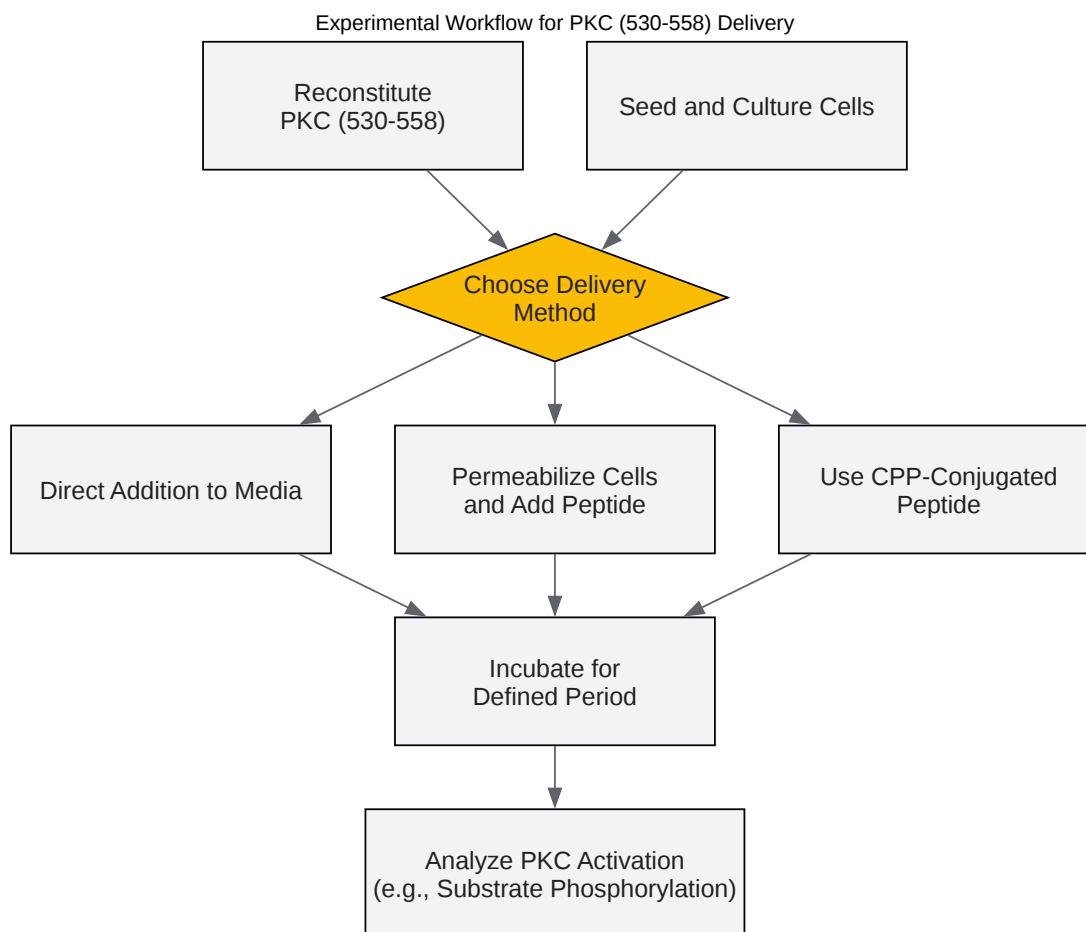 Experimental Workflow for PKC (530-558) Delivery
Reconstitute
PKC (530-558)
Seed and Culture Cells
Choose Delivery
Method
Direct Addition to Media
Permeabilize Cells
and Add Peptide
Use CPP-Conjugated
Peptide
Incubate for
Defined Period
Analyze PKC Activation
(e.g., Substrate Phosphorylation)